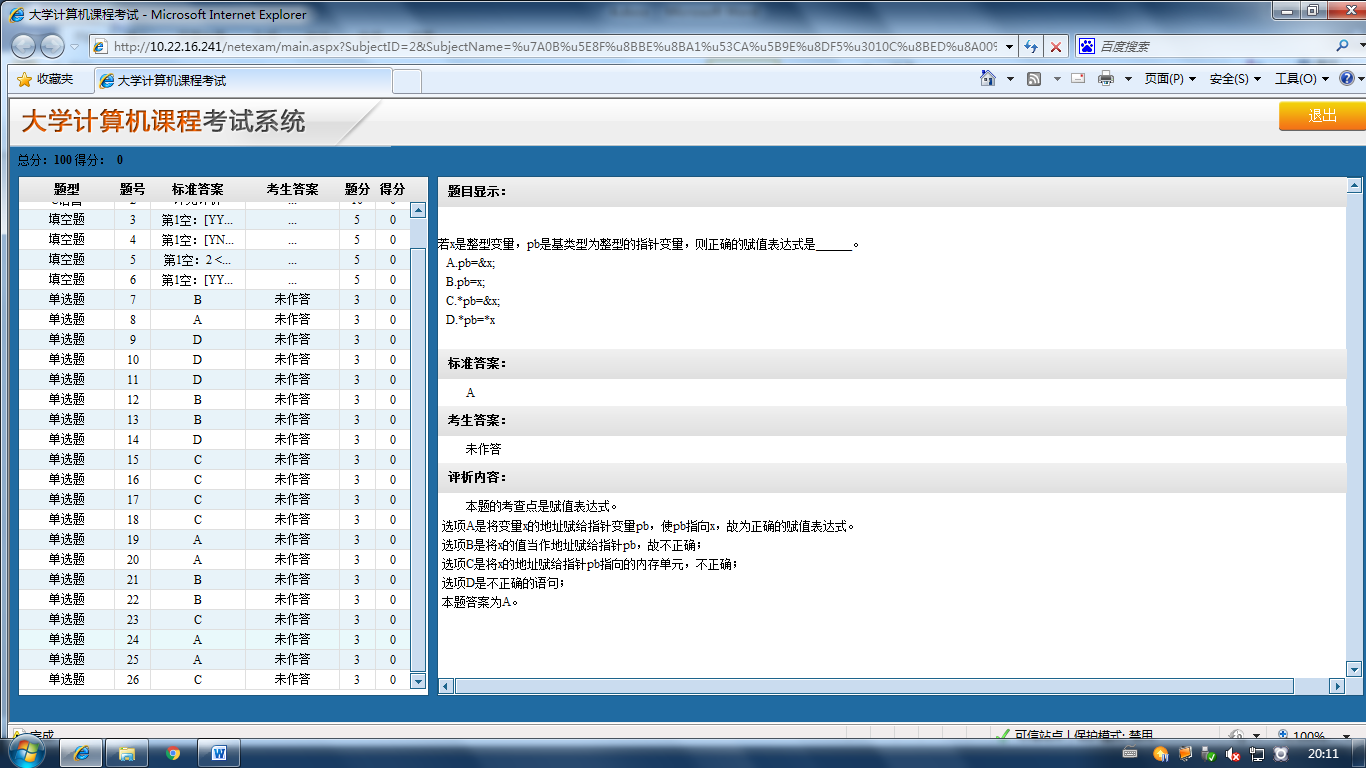 大学计算机课程考试 - Microsoft Internet Explorer
http://10.22.16.241/netexam/main.aspx?SubjectID=2&SubjectName=%u7A0B%u5E8F%u8BBE%u8BA1%u53CA%u5B9E%u8DF5%u3010C%u8BED%u8A009
百度搜索
收藏夹
大学计算机课程考试
页面(P) 安全(S) 工具(O)
大学计算机课程考试系统
退出
总分：100 得分： 0
题型 题号 标准答案 考生答案 题分 得分
填空题 3 第1空：[YY... ... 5 0
填空题 4 第1空：[YN... ... 5 0
填空题 5 第1空：2 <... ... 5 0
填空题 6 第1空：[YY... ... 5 0
单选题 7 B 未作答 3 0
单选题 8 A 未作答 3 0
单选题 9 D 未作答 3 0
单选题 10 D 未作答 3 0
单选题 11 D 未作答 3 0
单选题 12 B 未作答 3 0
单选题 13 B 未作答 3 0
单选题 14 D 未作答 3 0
单选题 15 C 未作答 3 0
单选题 16 C 未作答 3 0
单选题 17 C 未作答 3 0
单选题 18 C 未作答 3 0
单选题 19 A 未作答 3 0
单选题 20 A 未作答 3 0
单选题 21 B 未作答 3 0
单选题 22 B 未作答 3 0
单选题 23 C 未作答 3 0
单选题 24 A 未作答 3 0
单选题 25 A 未作答 3 0
单选题 26 C 未作答 3 0
题目显示：
若x是整型变量，pb是基类型为整型的指针变量，则正确的赋值表达式是______。
A.pb=&x;
B.pb=x;
C.*pb=&x;
D.*pb=*x
标准答案：
A
考生答案：
未作答
评析内容：
本题的考查点是赋值表达式。
选项A是将变量x的地址赋给指针变量pb，使pb指向x，故为正确的赋值表达式。
选项B是将x的值当作地址赋给指针pb，故不正确；
选项C是将x的地址赋给指针pb指向的内存单元，不正确；
选项D是不正确的语句；
本题答案为A。
完成
可信站点 | 保护模式: 禁用
100%
20:11